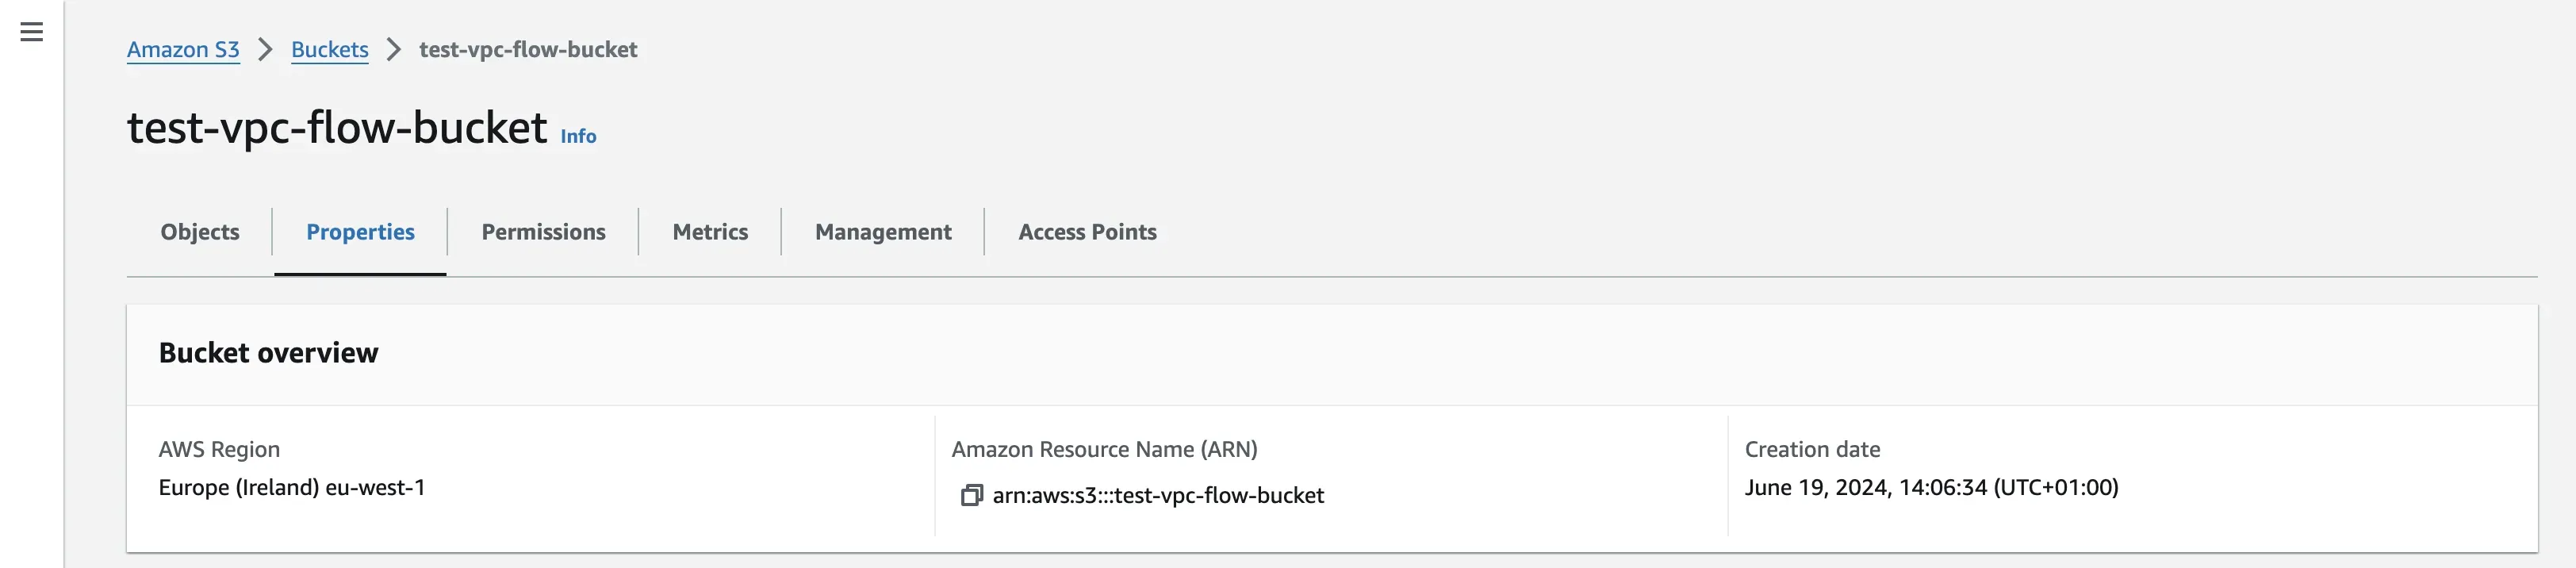 Amazon S3 > Buckets > test-vpc-flow-bucket
test-vpc-flow-bucket Info
Objects Properties Permissions Metrics Management Access Points
Bucket overview
AWS Region
Europe (Ireland) eu-west-1
Amazon Resource Name (ARN)
arn:aws:s3:::test-vpc-flow-bucket
Creation date
June 19, 2024, 14:06:34 (UTC+01:00)